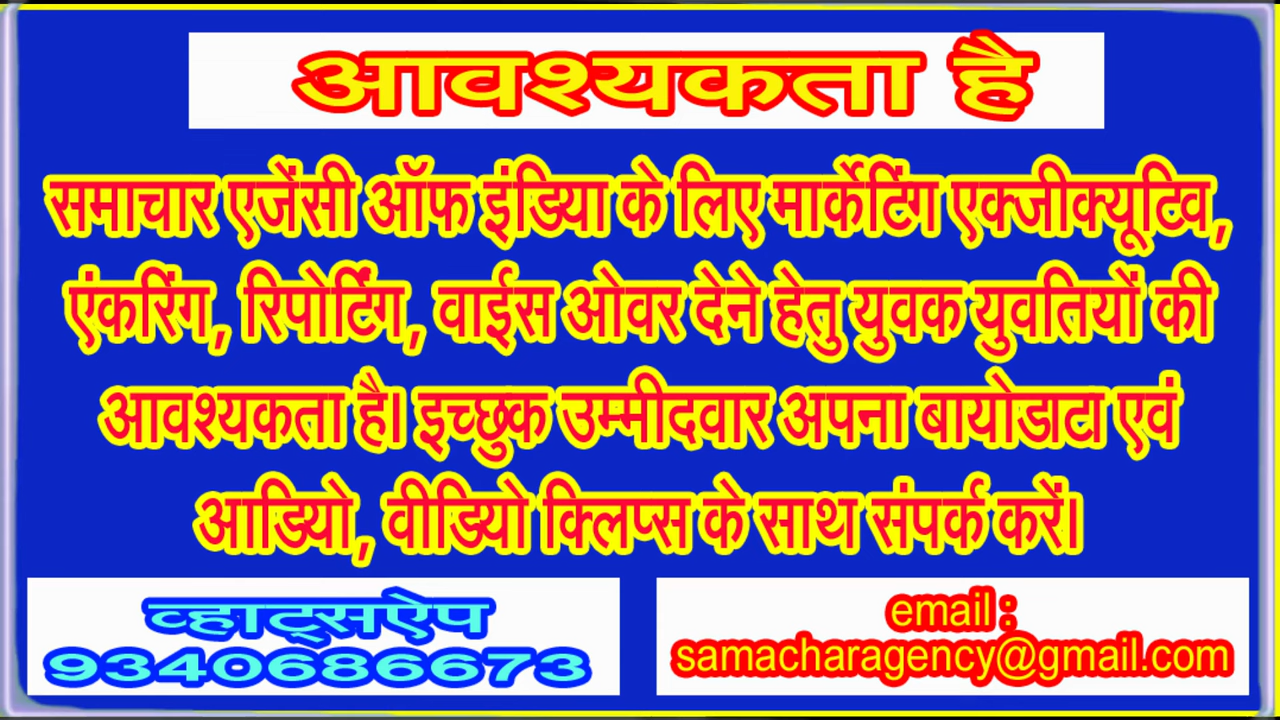 आवश्यकता है
समाचार एजेंसी ऑफ इंडिया के लिए मार्केटिंग एक्जीक्यूटिव,
एंकरिंग, रिपोर्टिंग, वाईस ओवर देने हेतु युवक युवतियों की
आवश्यकता है। इच्छुक उम्मीदवार अपना बायोडाटा एवं
आडियो, वीडियो क्लिप्स के साथ संपर्क करें।
व्हाट्सऐप
9340686673
email :
samacharagency@gmail.com